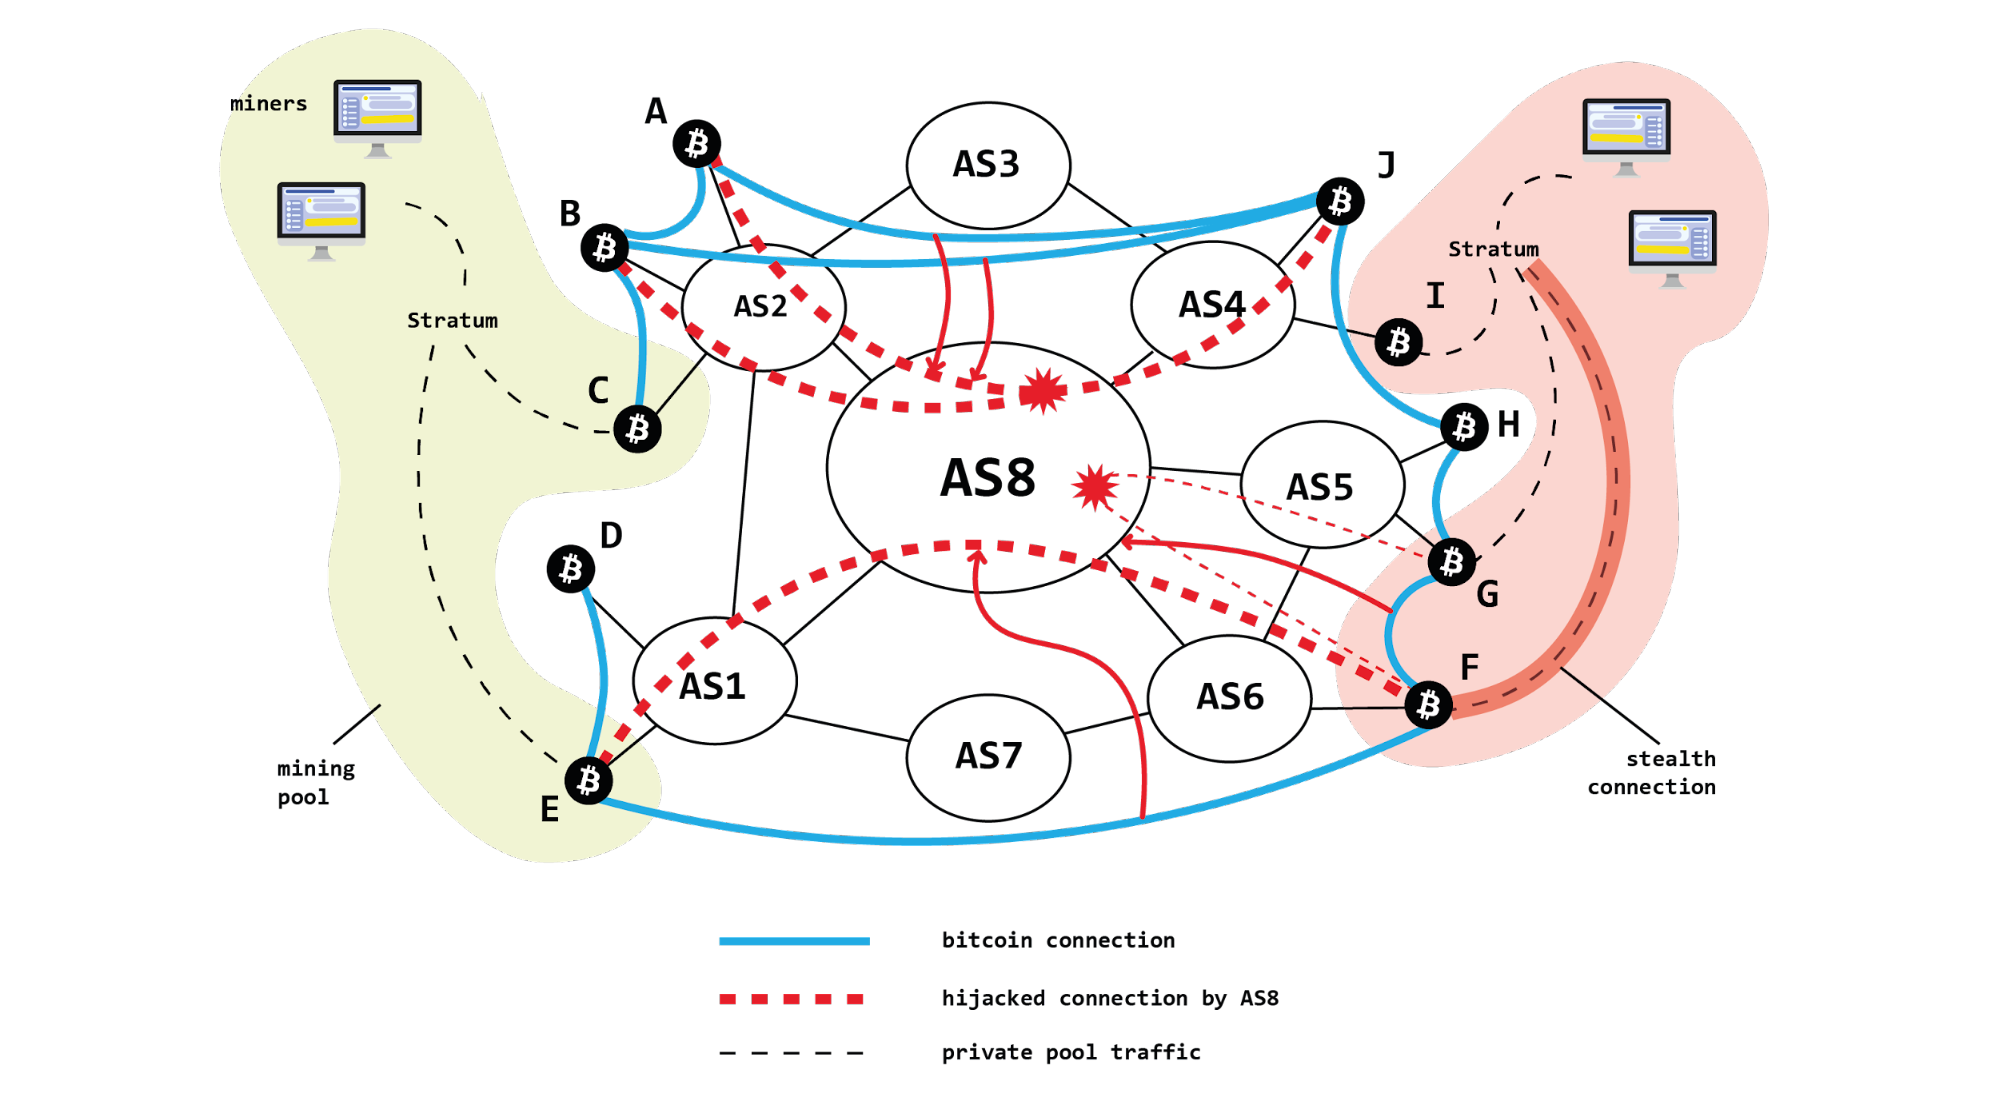 miners
A
B
AS3
J
Stratum
I
AS2
AS4
Stratum
C
H
AS8
AS5
D
G
F
AS1
AS6
AS7
E
mining
pool
stealth
connection
bitcoin connection
hijacked connection by AS8
private pool traffic